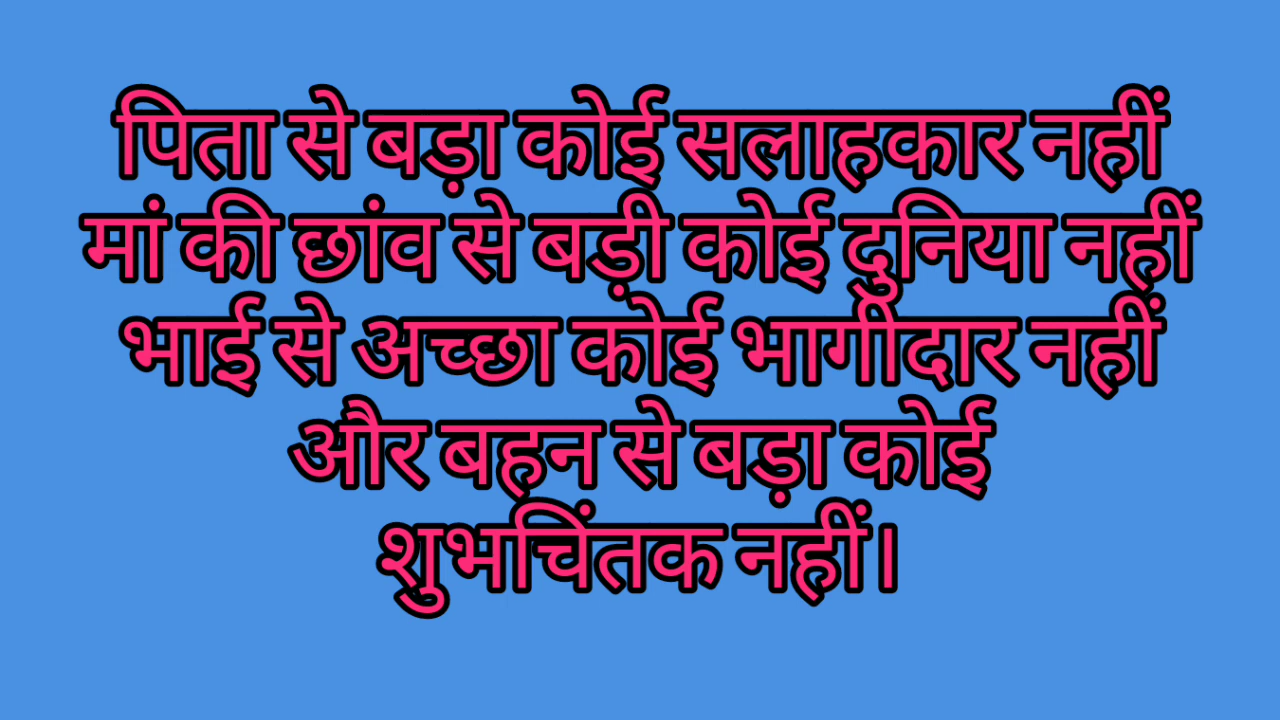 पिता से बड़ा कोई सलाहकार नहीं
मां की छांव से बड़ी कोई दुनिया नहीं
भाई से अच्छा कोई भागीदार नहीं
और बहन से बड़ा कोई
शुभचिंतक नहीं।